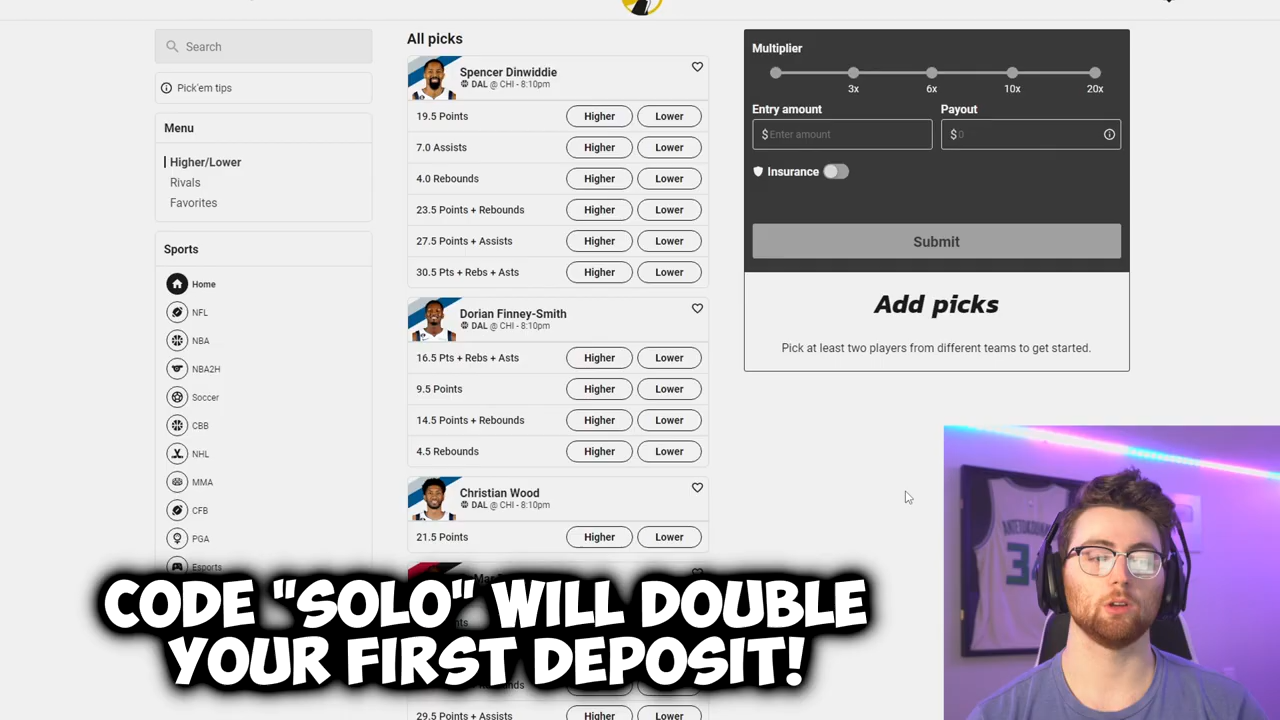 Search
Pick'em tips
Menu
Higher/Lower
Rivals
Favorites
Sports
Home
NFL
NBA
NBA2H
Soccer
CBB
NHL
MMA
CFB
PGA
Esports
All picks
Spencer Dinwiddie
DAL @ CHI - 8:10pm
19.5 Points Higher Lower
7.0 Assists Higher Lower
4.0 Rebounds Higher Lower
23.5 Points + Rebounds Higher Lower
27.5 Points + Assists Higher Lower
30.5 Pts + Rebs + Asts Higher Lower
Dorian Finney-Smith
DAL @ CHI - 8:10pm
16.5 Pts + Rebs + Asts Higher Lower
9.5 Points Higher Lower
14.5 Points + Rebounds Higher Lower
4.5 Rebounds Higher Lower
Christian Wood
DAL @ CHI - 8:10pm
21.5 Points Higher Lower
29.5 Points + Assists Higher Lower
Multiplier
3x 6x 10x 20x
Entry amount Payout
$ Enter amount $ 0
Insurance
Submit
Add picks
Pick at least two players from different teams to get started.
CODE "SOLO" WILL DOUBLE
YOUR FIRST DEPOSIT!